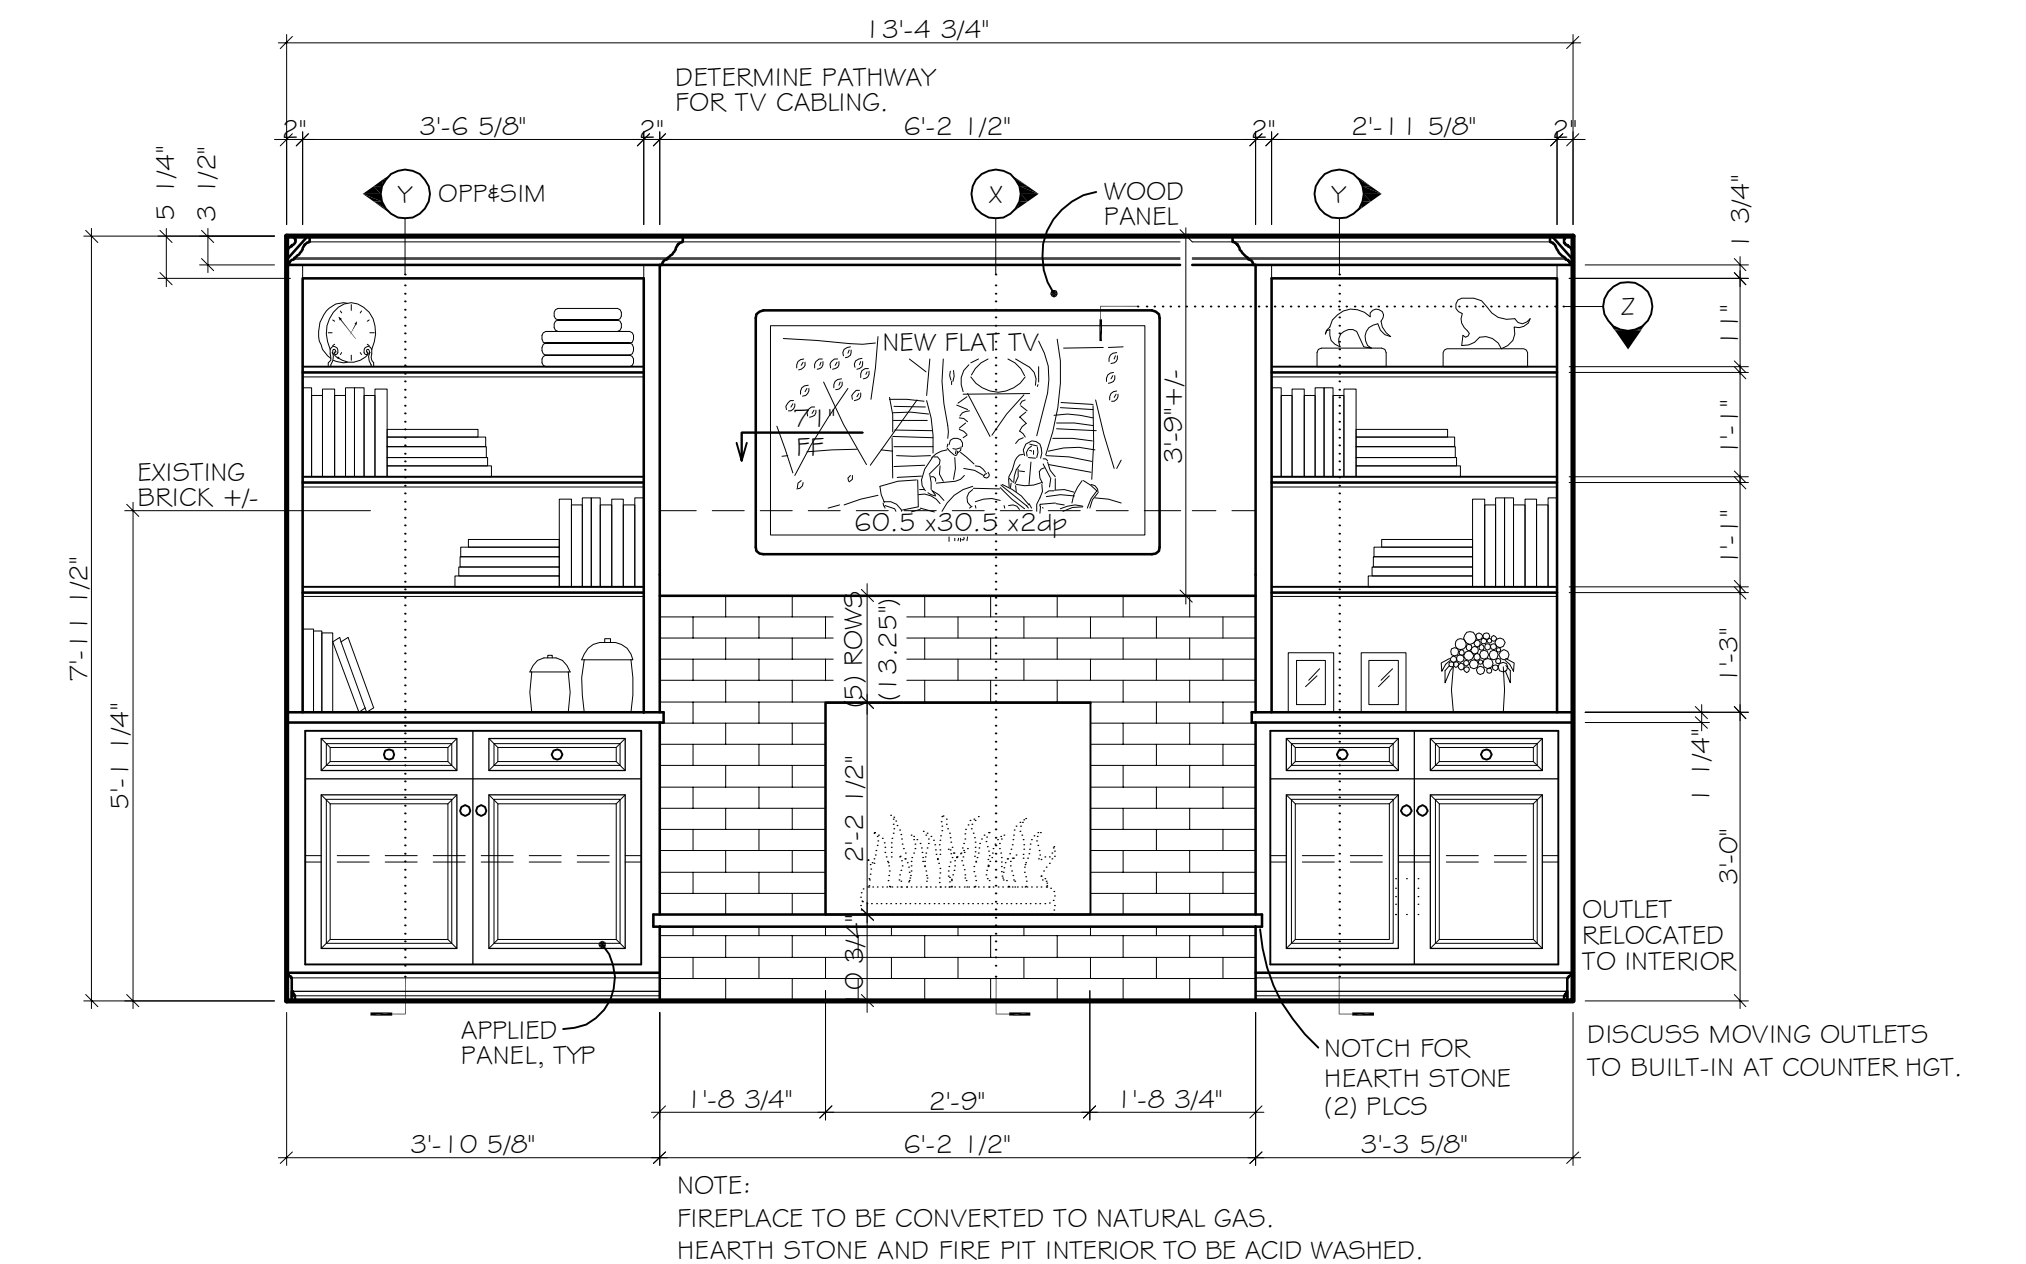 13'-4 3/4"
DETERMINE PATHWAY
FOR TV CABLING.
2"
3'-6 5/8"
2"
6'-2 1/2"
2"
2'-11 5/8"
2"
5 1/4"
3 1/2"
Y
OPP&SIM
X
WOOD
PANEL
Y
1 3/4"
Z
NEW FLAT TV
11"
71"
FF
3'-9"+/-
1'-1"
EXISTING
BRICK +/-
60.5 x30.5 x2dp
1'-1"
7'-11 1/2"
(5) ROWS
(13.25")
1'-3"
5'-1 1/4"
1 1/4"
2'-2 1/2"
3'-0"
OUTLET
RELOCATED
TO INTERIOR
0 3/4"
APPLIED
PANEL, TYP
NOTCH FOR
HEARTH STONE
(2) PLCS
DISCUSS MOVING OUTLETS
TO BUILT-IN AT COUNTER HGT.
1'-8 3/4"
2'-9"
1'-8 3/4"
3'-10 5/8"
6'-2 1/2"
3'-3 5/8"
NOTE:
FIREPLACE TO BE CONVERTED TO NATURAL GAS.
HEARTH STONE AND FIRE PIT INTERIOR TO BE ACID WASHED.